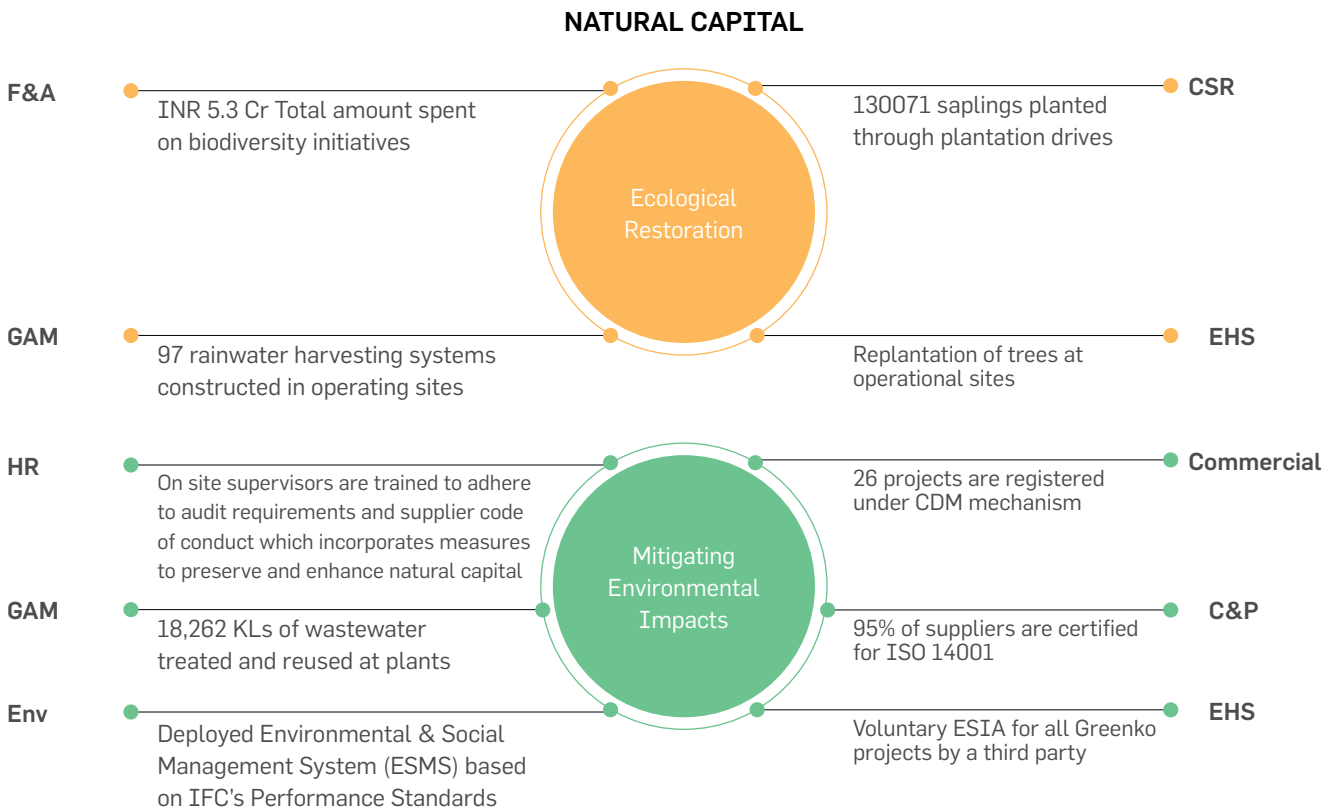 NATURAL CAPITAL
F&A
INR 5.3 Cr Total amount spent
on biodiversity initiatives
Ecological
Restoration
CSR
130071 saplings planted
through plantation drives
GAM
97 rainwater harvesting systems
constructed in operating sites
EHS
Replantation of trees at
operational sites
HR
On site supervisors are trained to adhere
to audit requirements and supplier code
of conduct which incorporates measures
to preserve and enhance natural capital
Mitigating
Environmental
Impacts
Commercial
26 projects are registered
under CDM mechanism
GAM
18,262 KLs of wastewater
treated and reused at plants
C&P
95% of suppliers are certified
for ISO 14001
Env
Deployed Environmental & Social
Management System (ESMS) based
on IFC's Performance Standards
EHS
Voluntary ESIA for all Greenko
projects by a third party